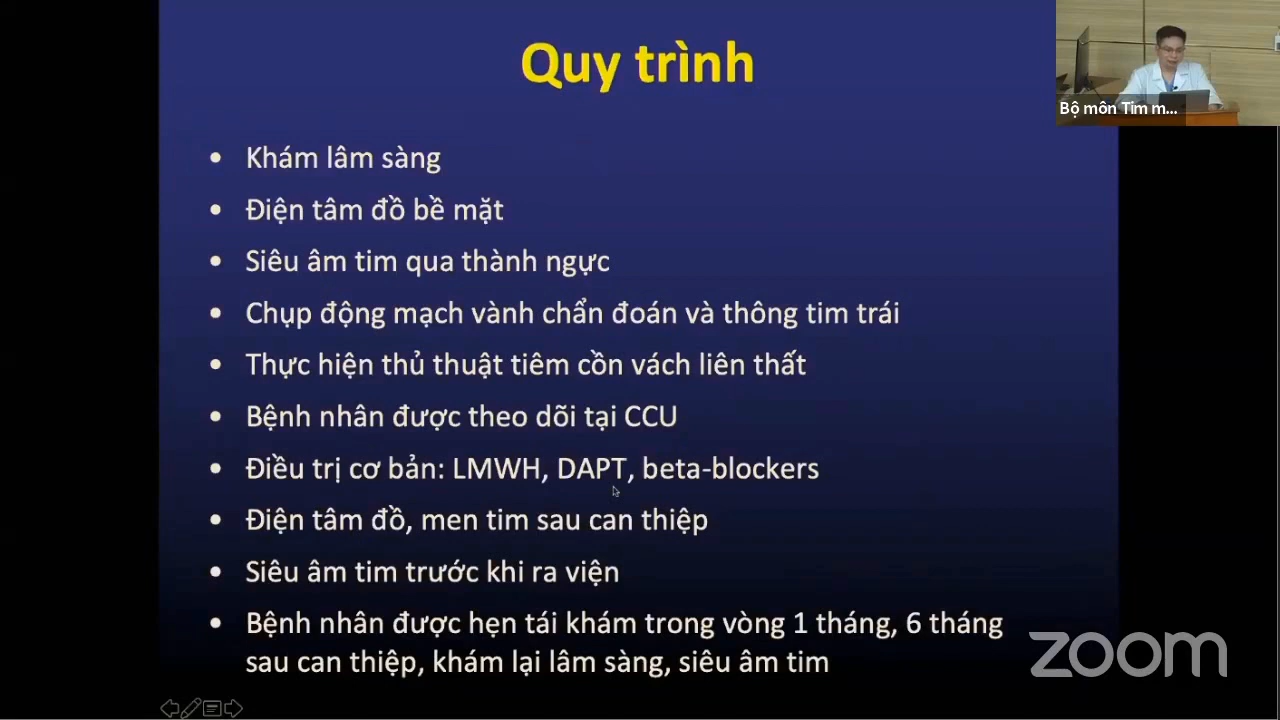 Quy trình
Bộ môn Tim m...
• Khám lâm sàng
• Điện tâm đồ bề mặt
• Siêu âm tim qua thành ngực
• Chụp động mạch vành chẩn đoán và thông tim trái
• Thực hiện thủ thuật tiêm cồn vách liên thất
• Bệnh nhân được theo dõi tại CCU
• Điều trị cơ bản: LMWH, DAPT, beta-blockers
• Điện tâm đồ, men tim sau can thiệp
• Siêu âm tim trước khi ra viện
• Bệnh nhân được hẹn tái khám trong vòng 1 tháng, 6 tháng
sau can thiệp, khám lại lâm sàng, siêu âm tim
zoom